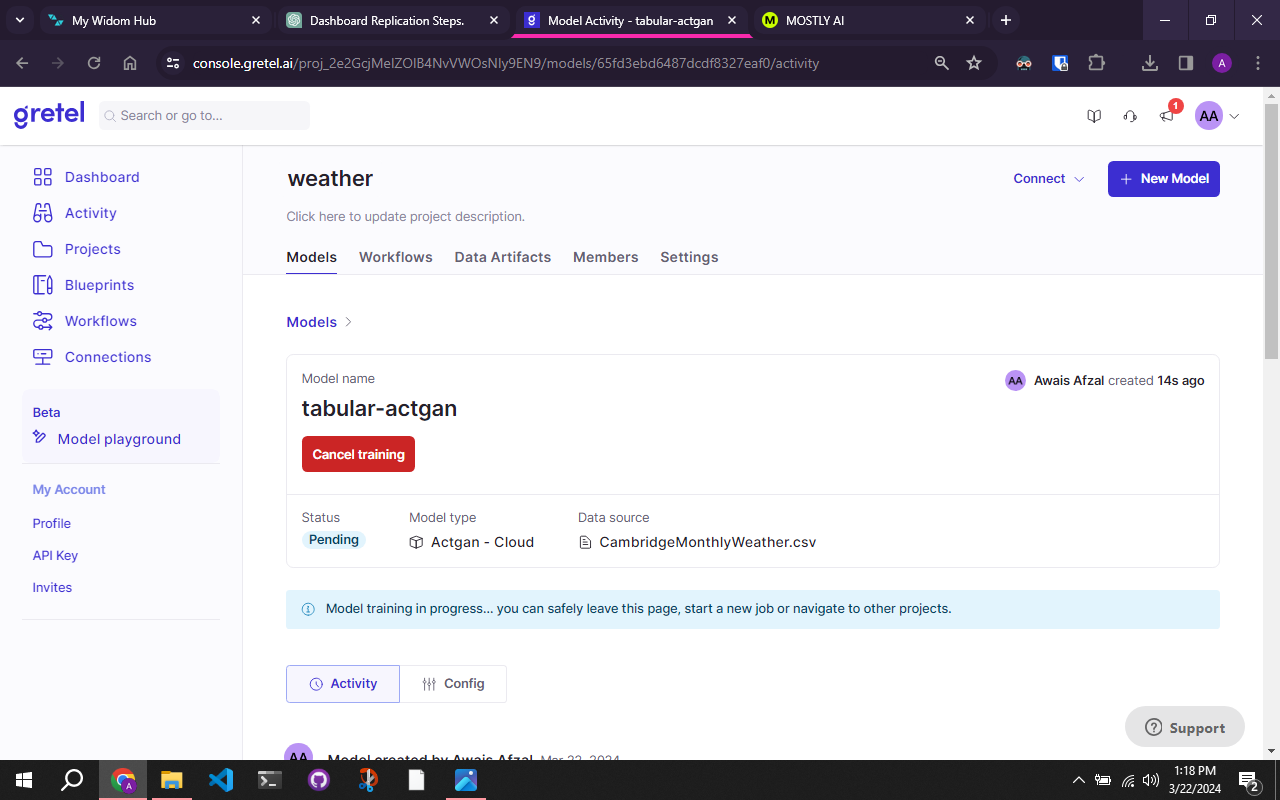 My Widom Hub
Dashboard Replication Steps.
Model Activity - tabular-actgan
MOSTLY AI
console.gretel.ai/proj_2e2GcjMeIZOlB4NvVWOsNIy9EN9/models/65fd3ebd6487dcdf8327eaf0/activity
A
gretel
Search or go to...
1
AA
Dashboard
Activity
Projects
Blueprints
Workflows
Connections
Beta
Model playground
My Account
Profile
API Key
Invites
weather
Connect
New Model
Click here to update project description.
Models Workflows Data Artifacts Members Settings
Models
Model name
AA Awais Afzal created 14s ago
tabular-actgan
Cancel training
Status Model type Data source
Pending Actgan - Cloud CambridgeMonthlyWeather.csv
Model training in progress... you can safely leave this page, start a new job or navigate to other projects.
Activity Config
AA Model created by Awais Afzal Mar 22, 2024
Support
1:18 PM
3/22/2024
2